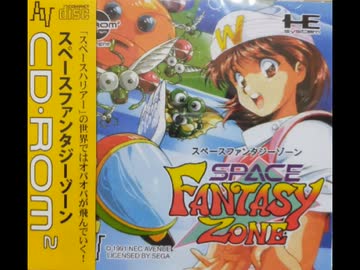 「スペースハリアー」の世界ではオパオパが飛んでいく!
スペースファンタジーゾーン
CD-ROM2
COMPACT
disc
HE
SYSTEM
W
スペースファンタジーゾーン
SPACE
FANTASY
ZONE
© 1991 NEC AVENUE
LICENSED BY SEGA